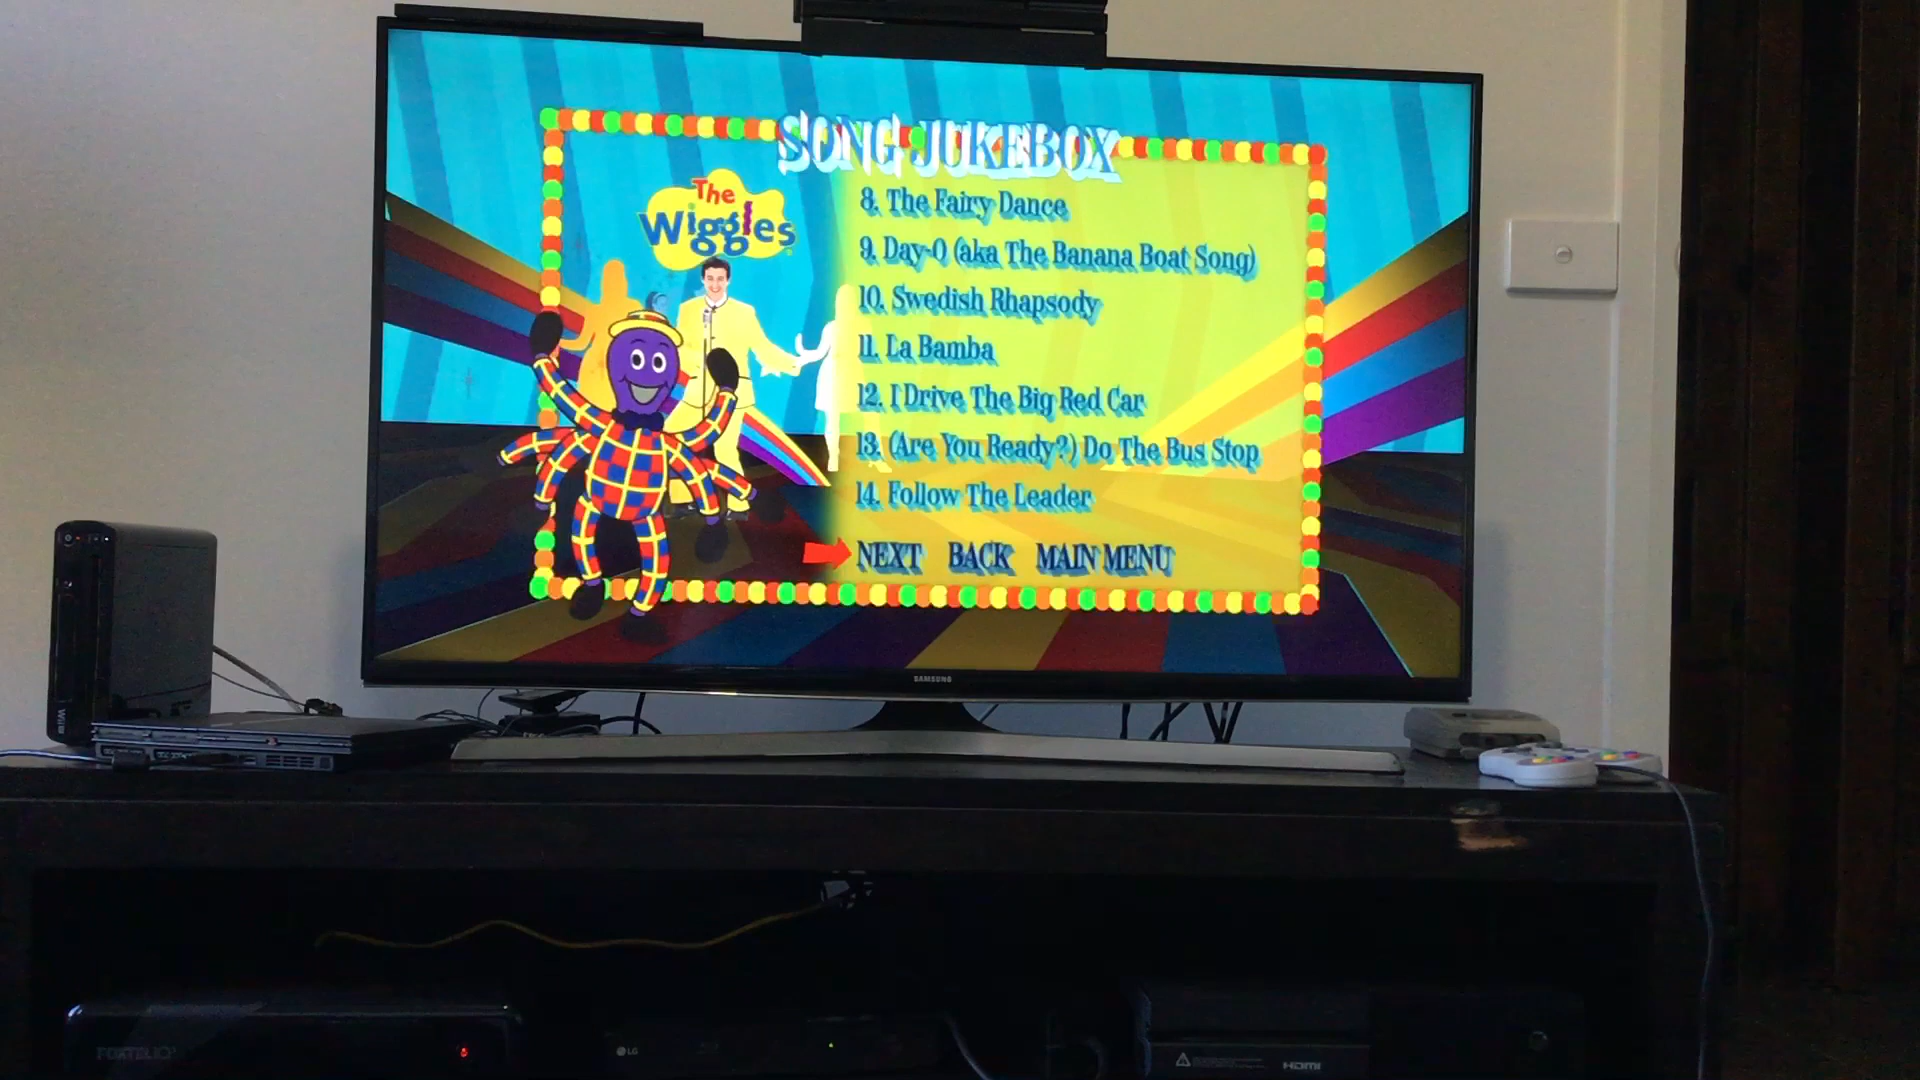 SONG JUKEBOX
The
Wiggles
8. The Fairy Dance
9. Day-O (aka The Banana Boat Song)
10. Swedish Rhapsody
11. La Bamba
12. I Drive The Big Red Car
13. (Are You Ready?) Do The Bus Stop
14. Follow The Leader
NEXT BACK MAIN MENU
SAMSUNG
Wii U
LG
HDMI